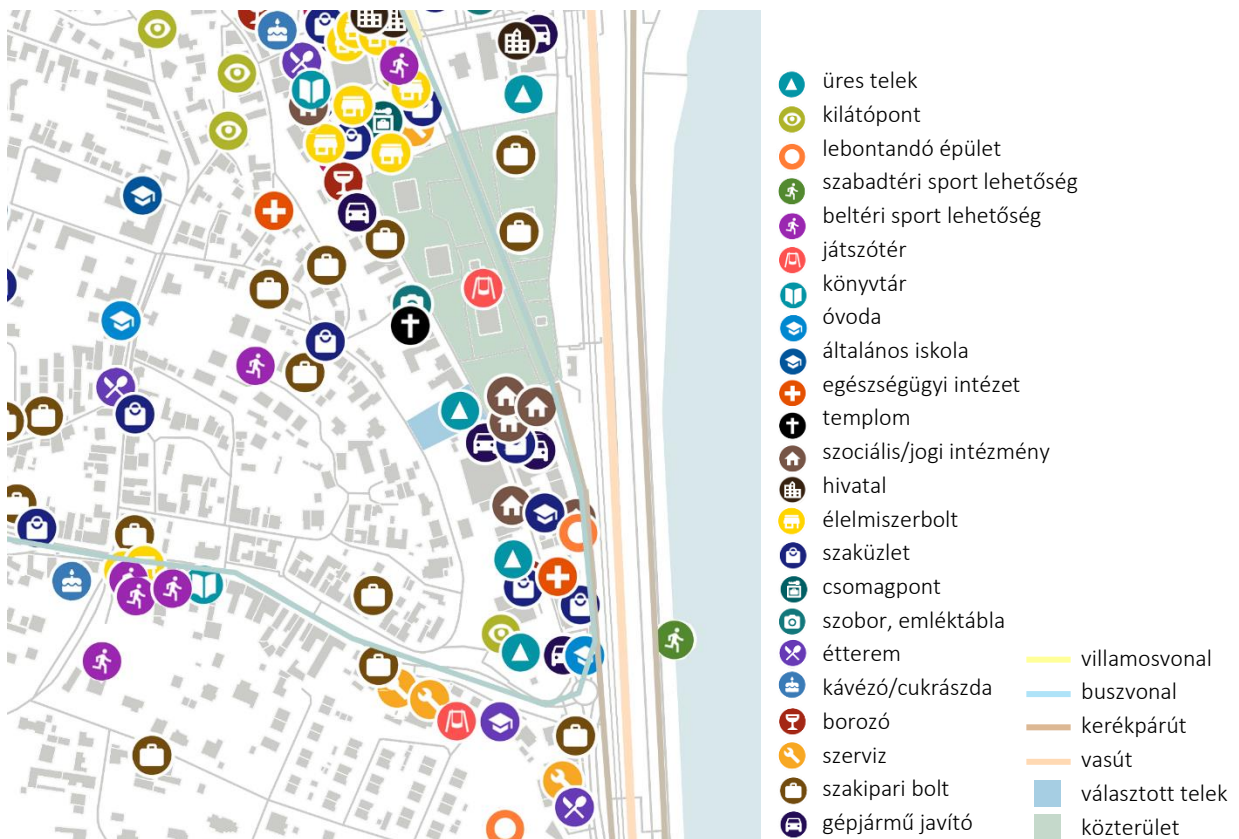 üres telek
kilátópont
lebontandó épület
szabadtéri sport lehetőség
beltéri sport lehetőség
játszótér
könyvtár
óvoda
általános iskola
egészségügyi intézet
templom
szociális/jogi intézmény
hivatal
élelmiszerbolt
szaküzlet
csomagpont
szobor, emléktábla
étterem
kávézó/cukrászda
borozó
szerviz
szakipari bolt
gépjármű javító
villamosvonal
buszvonal
kerékpárút
vasút
választott telek
közterület